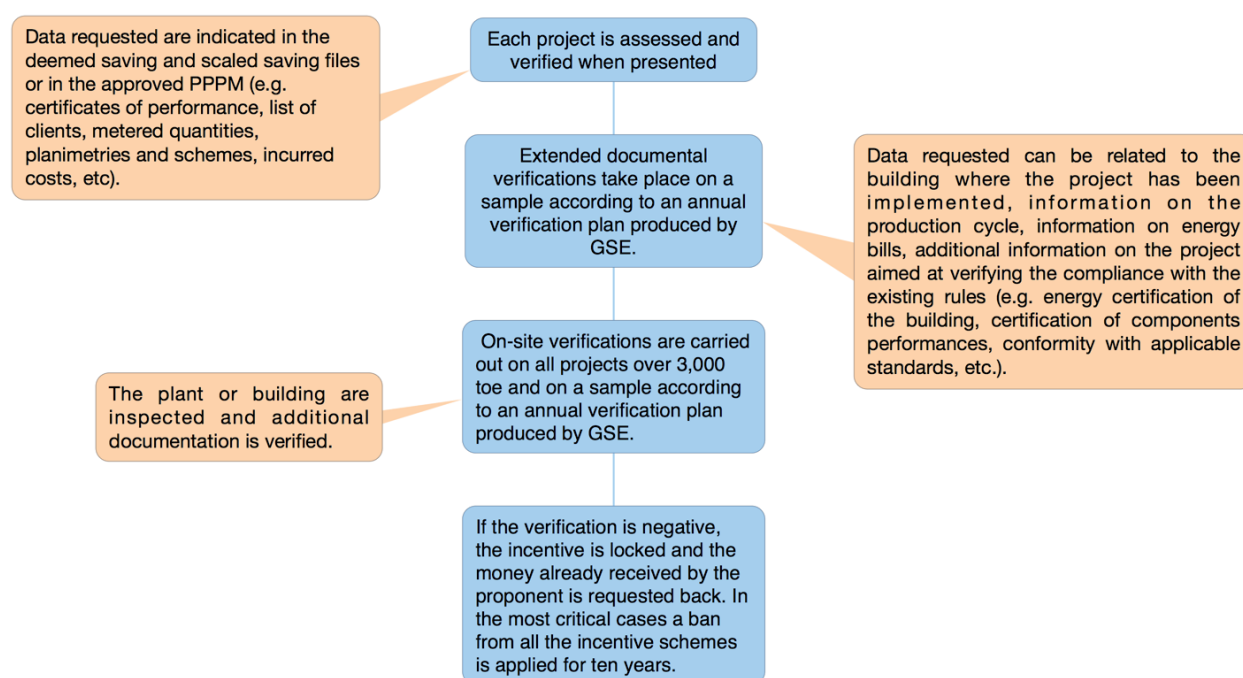 Data requested are indicated in the
deemed saving and scaled saving files
or in the approved PPPM (e.g.
certificates of performance, list of
clients, metered quantities,
planimetries and schemes, incurred
costs, etc).
Each project is assessed and
verified when presented
Extended documental
verifications take place on a
sample according to an annual
verification plan produced by
GSE.
Data requested can be related to the
building where the project has been
implemented, information on the
production cycle, information on energy
bills, additional information on the project
aimed at verifying the compliance with the
existing rules (e.g. energy certification of
the building, certification of components
performances, conformity with applicable
standards, etc.).
On-site verifications are carried
out on all projects over 3,000
toe and on a sample according
to an annual verification plan
produced by GSE.
The plant or building are
inspected and additional
documentation is verified.
If the verification is negative,
the incentive is locked and the
money already received by the
proponent is requested back. In
the most critical cases a ban
from all the incentive schemes
is applied for ten years.